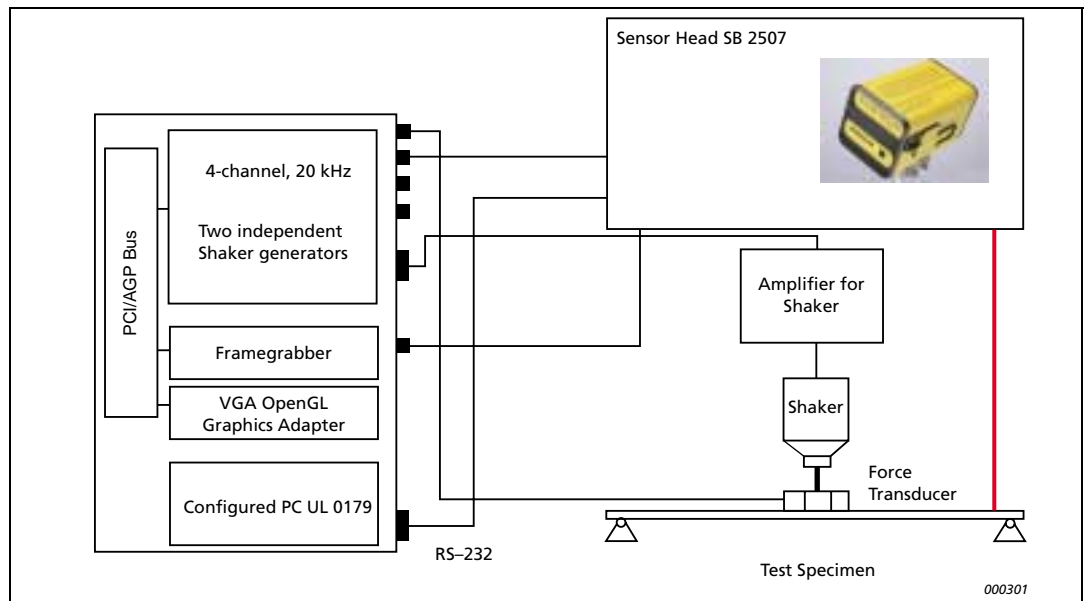 Sensor Head SB 2507
4-channel, 20 kHz
Two independent
Shaker generators
PCI/AGP Bus
Framegrabber
VGA OpenGL
Graphics Adapter
Configured PC UL 0179
RS–232
Amplifier for
Shaker
Shaker
Force
Transducer
Test Specimen
000301